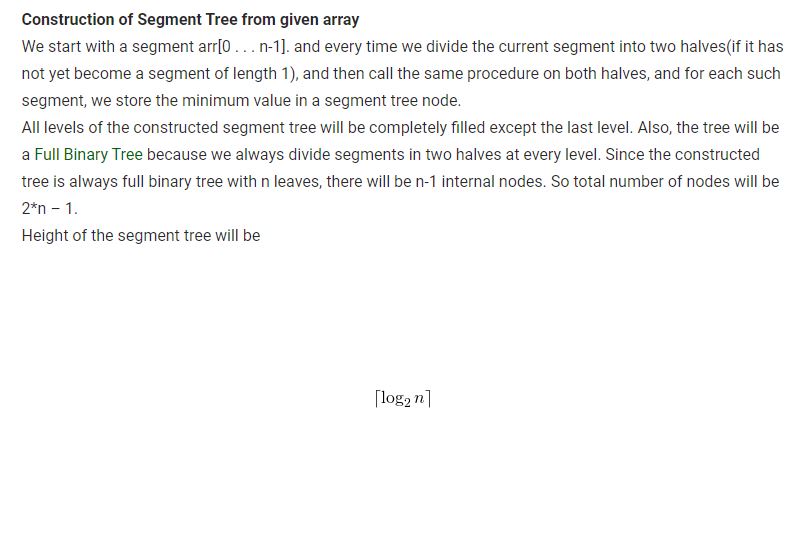 Construction of Segment Tree from given array
We start with a segment arr[0 . . . n-1]. and every time we divide the current segment into two halves(if it has
not yet become a segment of length 1), and then call the same procedure on both halves, and for each such
segment, we store the minimum value in a segment tree node.
All levels of the constructed segment tree will be completely filled except the last level. Also, the tree will be
a Full Binary Tree because we always divide segments in two halves at every level. Since the constructed
tree is always full binary tree with n leaves, there will be n-1 internal nodes. So total number of nodes will be
2*n – 1.
Height of the segment tree will be
⌈log₂ n⌉